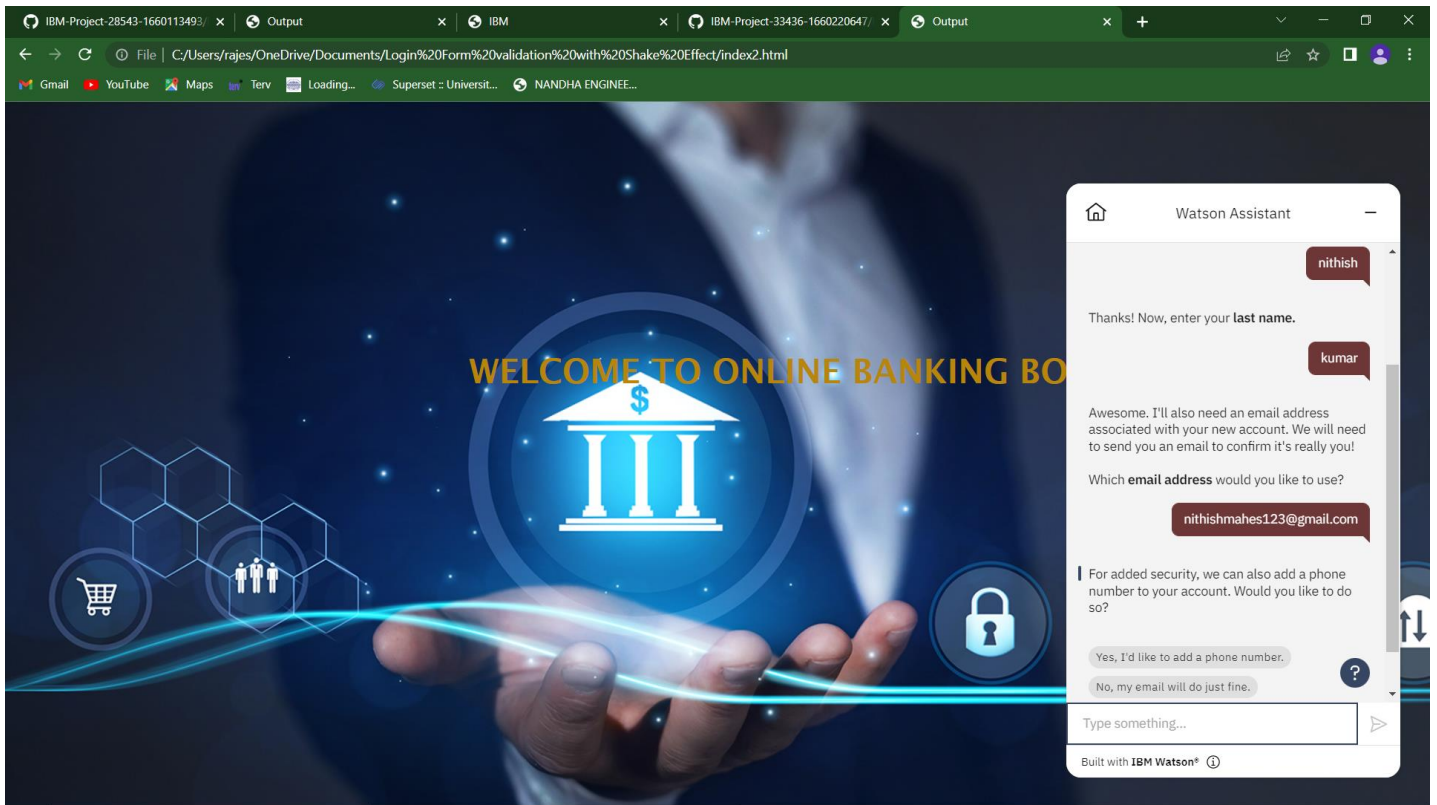 IBM-Project-28543-1660113493/
Output
IBM
IBM-Project-33436-1660220647/
Output
File
C:/Users/rajes/OneDrive/Documents/Login%20Form%20validation%20with%20Shake%20Effect/index2.html
Gmail
YouTube
Maps
Terv
Loading...
Superset :: Universit...
NANDHA ENGINEE...
WELCOME TO ONLINE BANKING BO
$
Watson Assistant
nithish
Thanks! Now, enter your last name.
kumar
Awesome. I'll also need an email address
associated with your new account. We will need
to send you an email to confirm it's really you!
Which email address would you like to use?
nithishmahes123@gmail.com
For added security, we can also add a phone
number to your account. Would you like to do
so?
Yes, I'd like to add a phone number.
No, my email will do just fine.
?
Type something...
Built with IBM Watson®